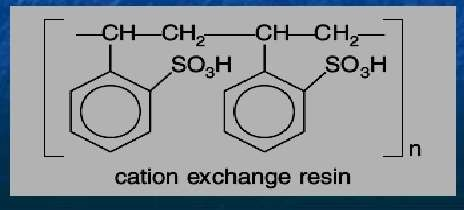 —CH—CH₂——CH—CH₂—
SO₃H SO₃H
n
cation exchange resin